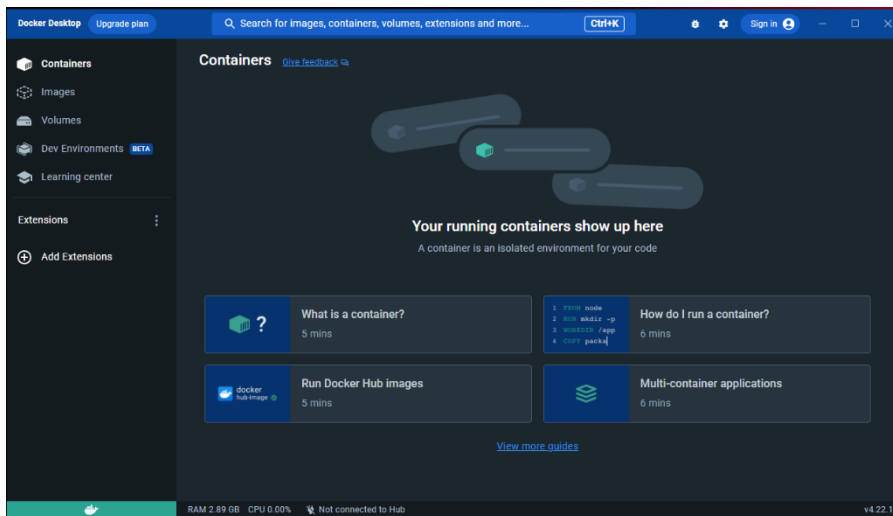 Docker Desktop Upgrade plan Search for images, containers, volumes, extensions and more... Ctrl+K Sign in
Containers
Images
Volumes
Dev Environments BETA
Learning center
Extensions
Add Extensions
Containers Give feedback
Your running containers show up here
A container is an isolated environment for your code
?
What is a container?
5 mins
1 FROM node
2 RUN mkdir -p
3 WORKDIR /app
4 COPY packa
How do I run a container?
6 mins
docker
hub-image
Run Docker Hub images
5 mins
Multi-container applications
6 mins
View more guides
RAM 2.89 GB CPU 0.00% Not connected to Hub v4.22.1